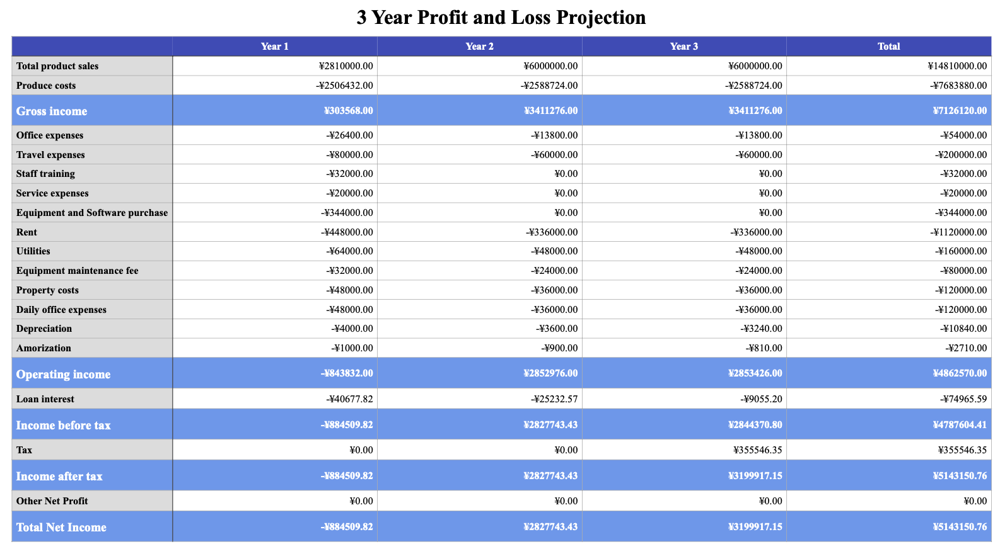 3 Year Profit and Loss Projection
Year 1 Year 2 Year 3 Total
Total product sales ¥2810000.00 ¥6000000.00 ¥6000000.00 ¥14810000.00
Produce costs -¥2506432.00 -¥2588724.00 -¥2588724.00 -¥7683880.00
Gross income ¥303568.00 ¥3411276.00 ¥3411276.00 ¥7126120.00
Office expenses -¥26400.00 -¥13800.00 -¥13800.00 -¥54000.00
Travel expenses -¥80000.00 -¥60000.00 -¥60000.00 -¥200000.00
Staff training -¥32000.00 ¥0.00 ¥0.00 -¥32000.00
Service expenses -¥20000.00 ¥0.00 ¥0.00 -¥20000.00
Equipment and Software purchase -¥344000.00 ¥0.00 ¥0.00 -¥344000.00
Rent -¥448000.00 -¥336000.00 -¥336000.00 -¥1120000.00
Utilities -¥64000.00 -¥48000.00 -¥48000.00 -¥160000.00
Equipment maintenance fee -¥32000.00 -¥24000.00 -¥24000.00 -¥80000.00
Property costs -¥48000.00 -¥36000.00 -¥36000.00 -¥120000.00
Daily office expenses -¥48000.00 -¥36000.00 -¥36000.00 -¥120000.00
Depreciation -¥4000.00 -¥3600.00 -¥3240.00 -¥10840.00
Amorization -¥1000.00 -¥900.00 -¥810.00 -¥2710.00
Operating income -¥843832.00 ¥2852976.00 ¥2853426.00 ¥4862570.00
Loan interest -¥40677.82 -¥25232.57 -¥9055.20 -¥74965.59
Income before tax -¥884509.82 ¥2827743.43 ¥2844370.80 ¥4787604.41
Tax ¥0.00 ¥0.00 ¥355546.35 ¥355546.35
Income after tax -¥884509.82 ¥2827743.43 ¥3199917.15 ¥5143150.76
Other Net Profit ¥0.00 ¥0.00 ¥0.00 ¥0.00
Total Net Income -¥884509.82 ¥2827743.43 ¥3199917.15 ¥5143150.76